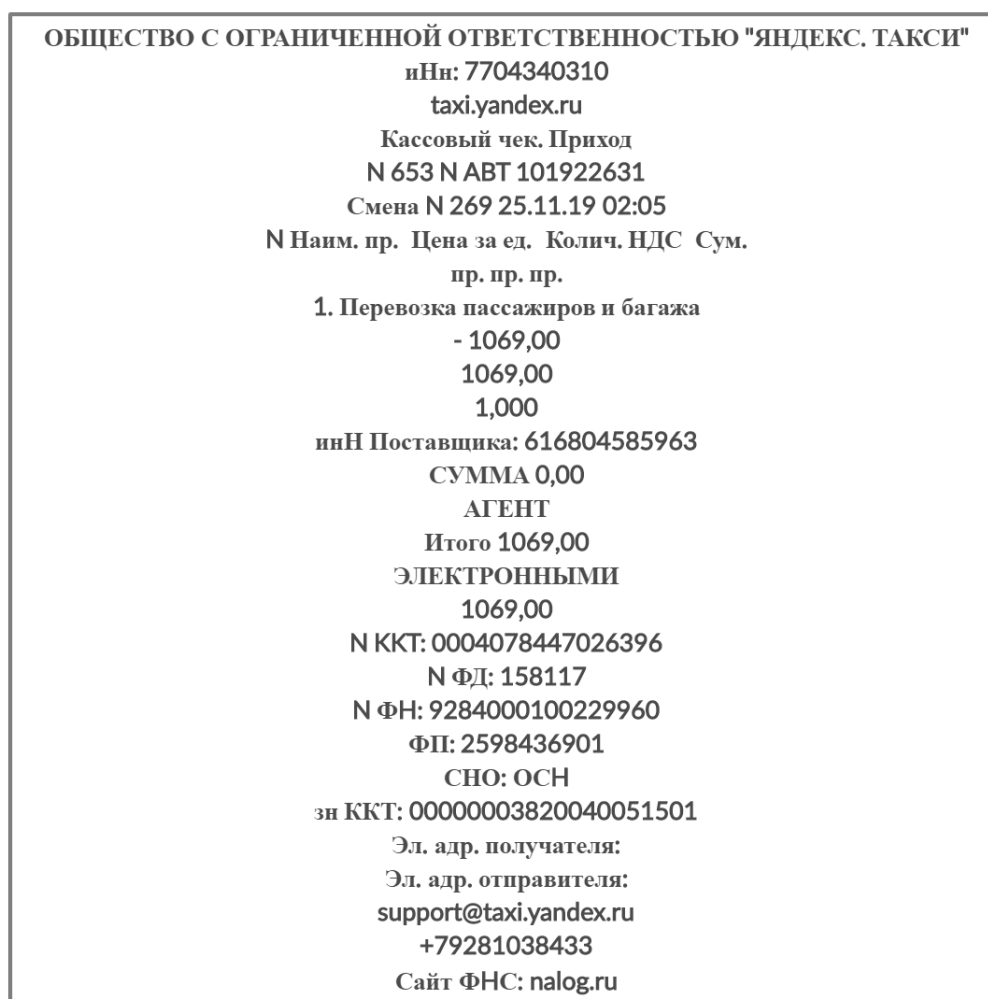 ОБЩЕСТВО С ОГРАНИЧЕННОЙ ОТВЕТСТВЕННОСТЬЮ "ЯНДЕКС. ТАКСИ"
иНн: 7704340310
taxi.yandex.ru
Кассовый чек. Приход
N 653 N АВТ 101922631
Смена N 269 25.11.19 02:05
N Наим. пр. Цена за ед. Колич. НДС Сум.
пр. пр. пр.
1. Перевозка пассажиров и багажа
- 1069,00
1069,00
1,000
инН Поставщика: 616804585963
СУММА 0,00
АГЕНТ
Итого 1069,00
ЭЛЕКТРОННЫМИ
1069,00
N ККТ: 0004078447026396
N ФД: 158117
N ФН: 9284000100229960
ФП: 2598436901
СНО: ОСН
зн ККТ: 00000003820040051501
Эл. адр. получателя:
Эл. адр. отправителя:
support@taxi.yandex.ru
+79281038433
Сайт ФНС: nalog.ru